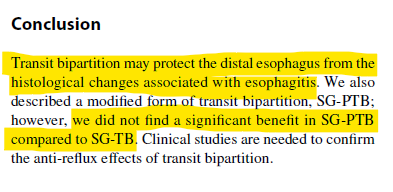 Conclusion
Transit bipartition may protect the distal esophagus from the
histological changes associated with esophagitis. We also
described a modified form of transit bipartition, SG-PTB;
however, we did not find a significant benefit in SG-PTB
compared to SG-TB. Clinical studies are needed to confirm
the anti-reflux effects of transit bipartition.